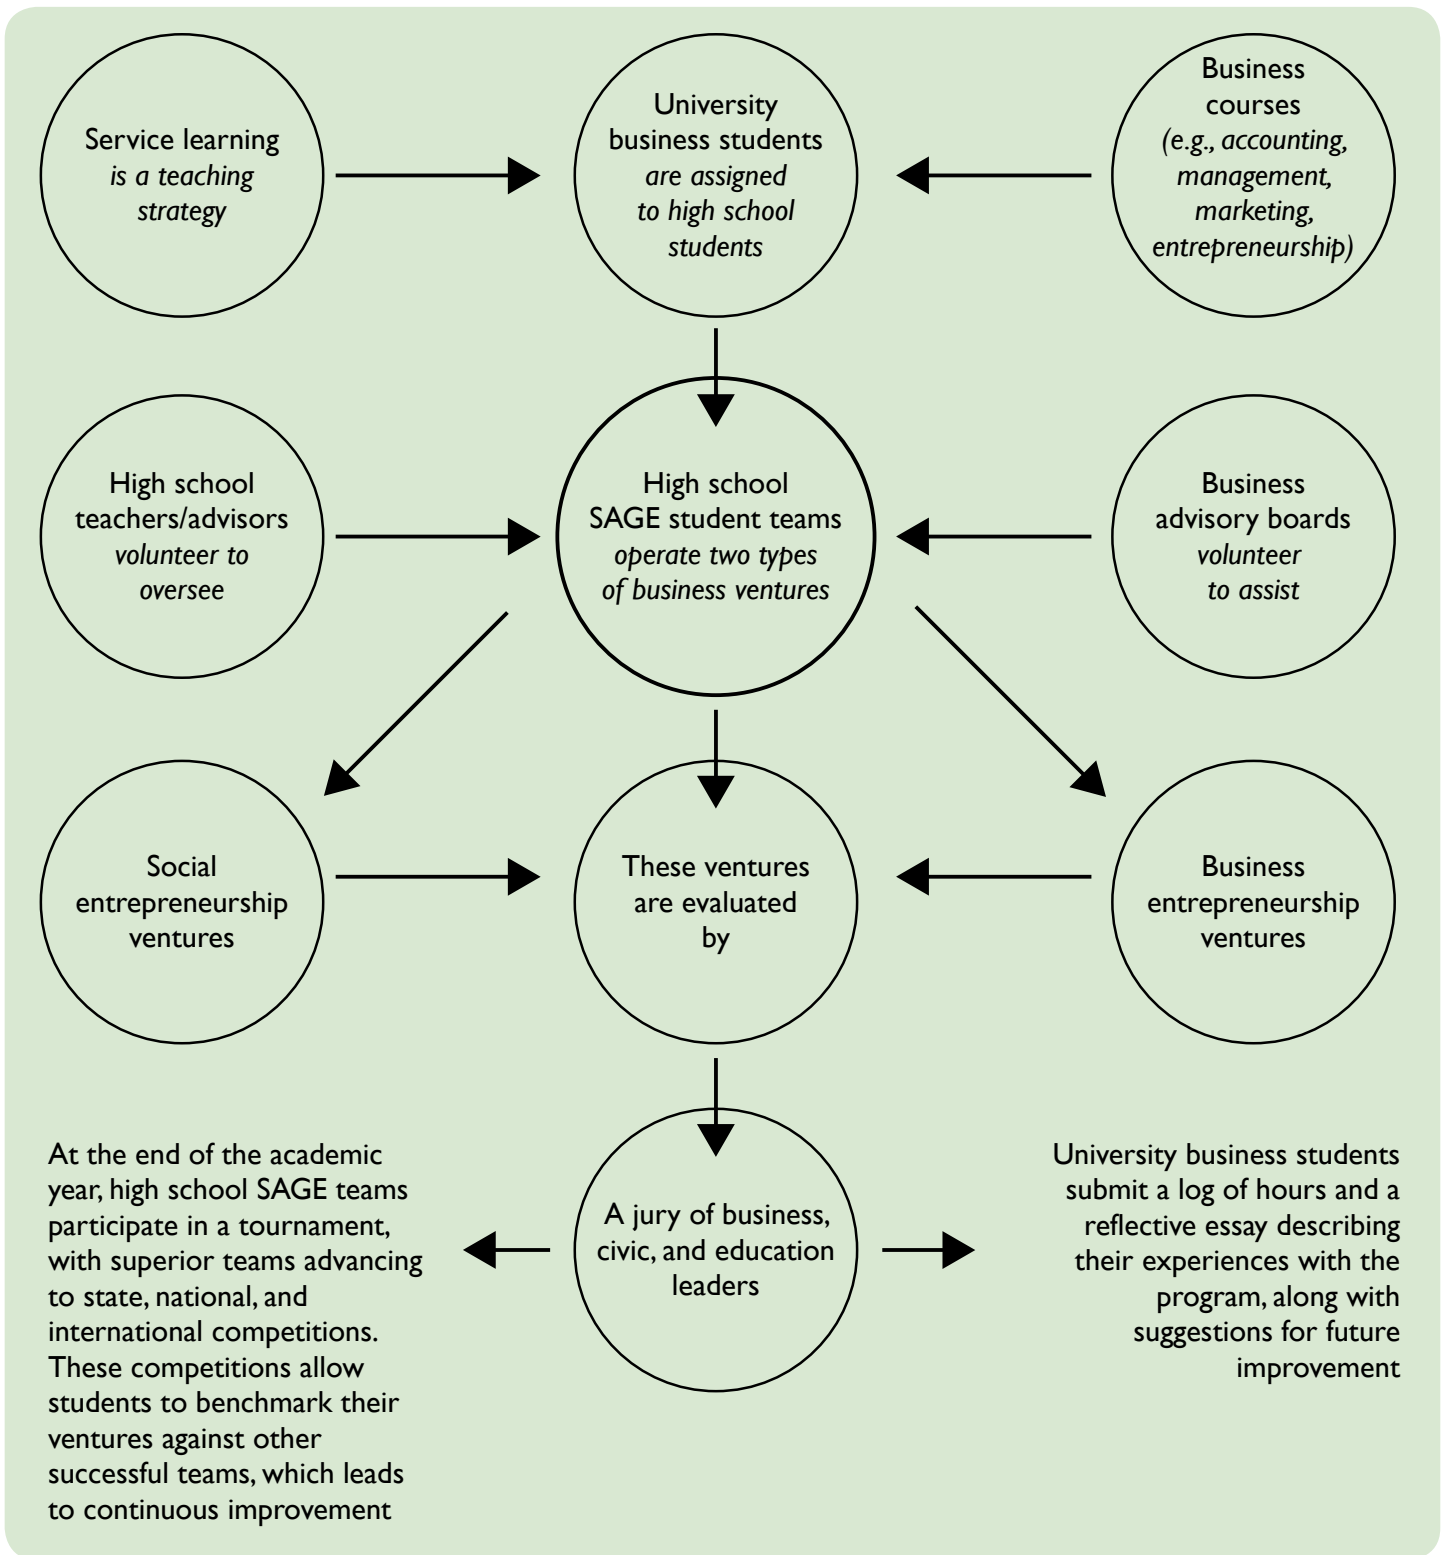 Service learning
is a teaching
strategy
University
business students
are assigned
to high school
students
Business
courses
(e.g., accounting,
management,
marketing,
entrepreneurship)
High school
teachers/advisors
volunteer to
oversee
High school
SAGE student teams
operate two types
of business ventures
Business
advisory boards
volunteer
to assist
Social
entrepreneurship
ventures
These ventures
are evaluated
by
Business
entrepreneurship
ventures
At the end of the academic
year, high school SAGE teams
participate in a tournament,
with superior teams advancing
to state, national, and
international competitions.
These competitions allow
students to benchmark their
ventures against other
successful teams, which leads
to continuous improvement
A jury of business,
civic, and education
leaders
University business students
submit a log of hours and a
reflective essay describing
their experiences with the
program, along with
suggestions for future
improvement